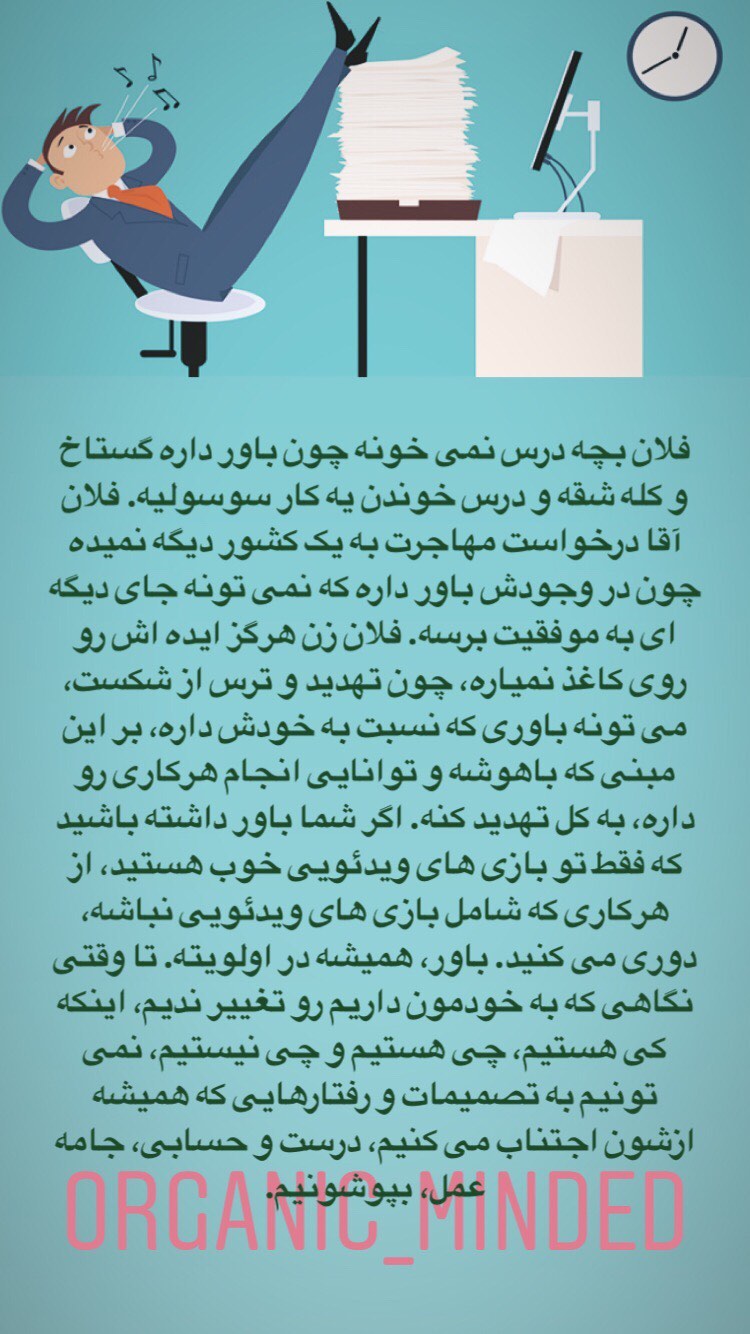 فلان بچه درس نمی خونه چون باور داره گستاخ
و کله شقه و درس خوندن یه کار سوسولیه. فلان
آقا درخواست مهاجرت به یک کشور دیگه نمیده
چون در وجودش باور داره که نمی تونه جای دیگه
ای به موفقیت برسه. فلان زن هرگز ایده اش رو
روی کاغذ نمیاره، چون تهدید و ترس از شکست،
می تونه باوری که نسبت به خودش داره، بر این
مبنی که باهوشه و توانایی انجام هرکاری رو
داره، به کل تهدید کنه. اگر شما باور داشته باشید
که فقط تو بازی های ویدئویی خوب هستید، از
هرکاری که شامل بازی های ویدئویی نباشه،
دوری می کنید. باور، همیشه در اولویته. تا وقتی
نگاهی که به خودمون داریم رو تغییر ندیم، اینکه
کی هستیم، چی هستیم و چی نیستیم، نمی
تونیم به تصمیمات و رفتارهایی که همیشه
ازشون اجتناب می کنیم، درست و حسابی، جامه
عمل، بپوشونیم.
ORGANIC_MINDED